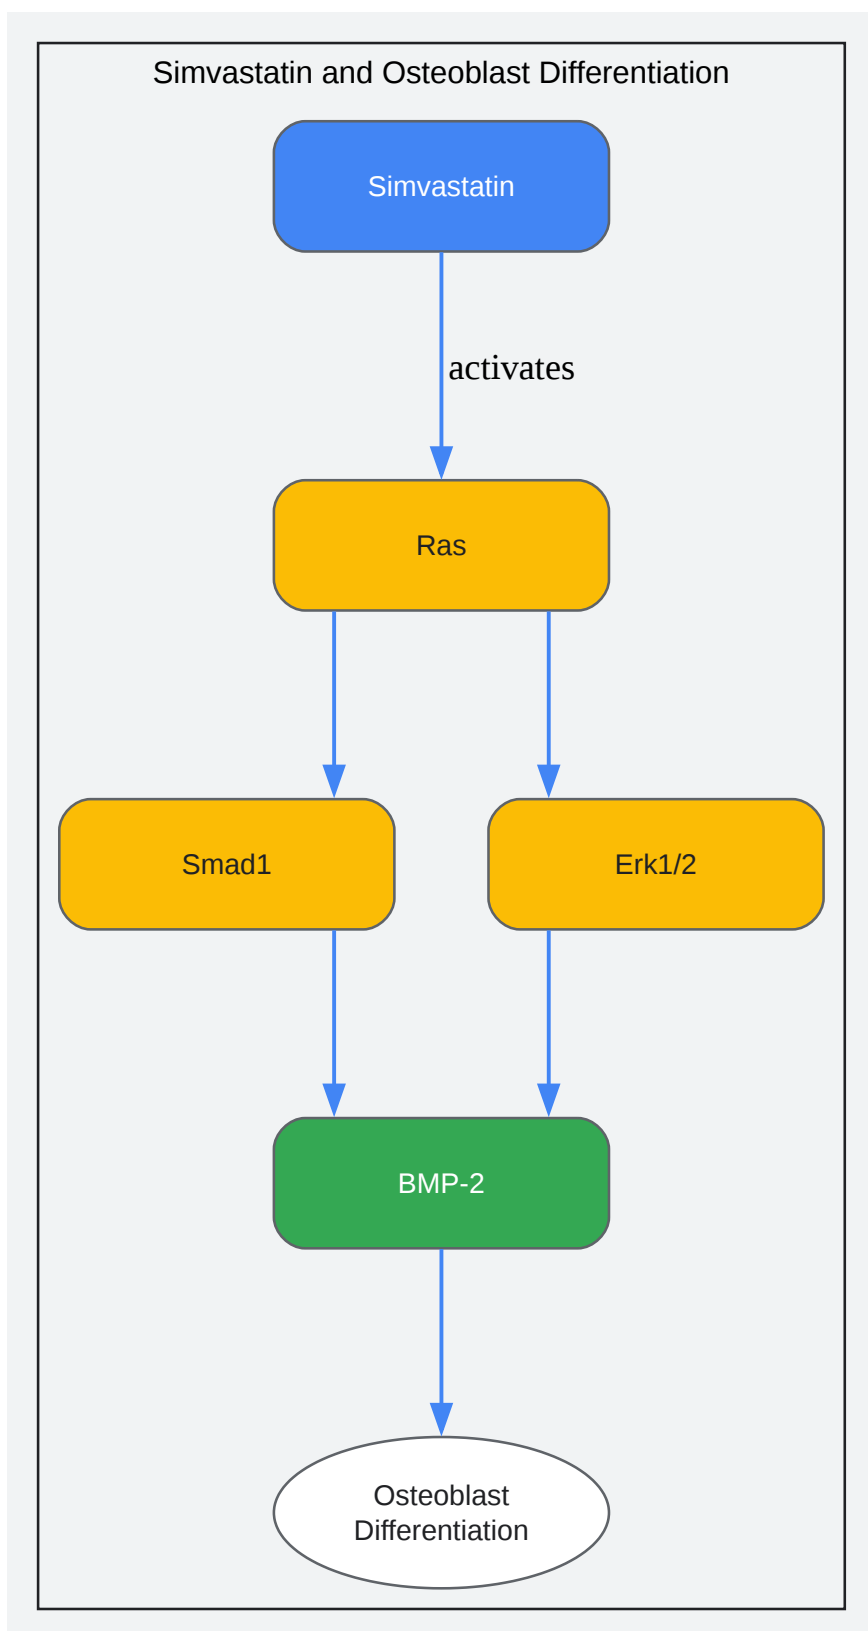 Simvastatin and Osteoblast Differentiation
Simvastatin
activates
Ras
Smad1
Erk1/2
BMP-2
Osteoblast
Differentiation